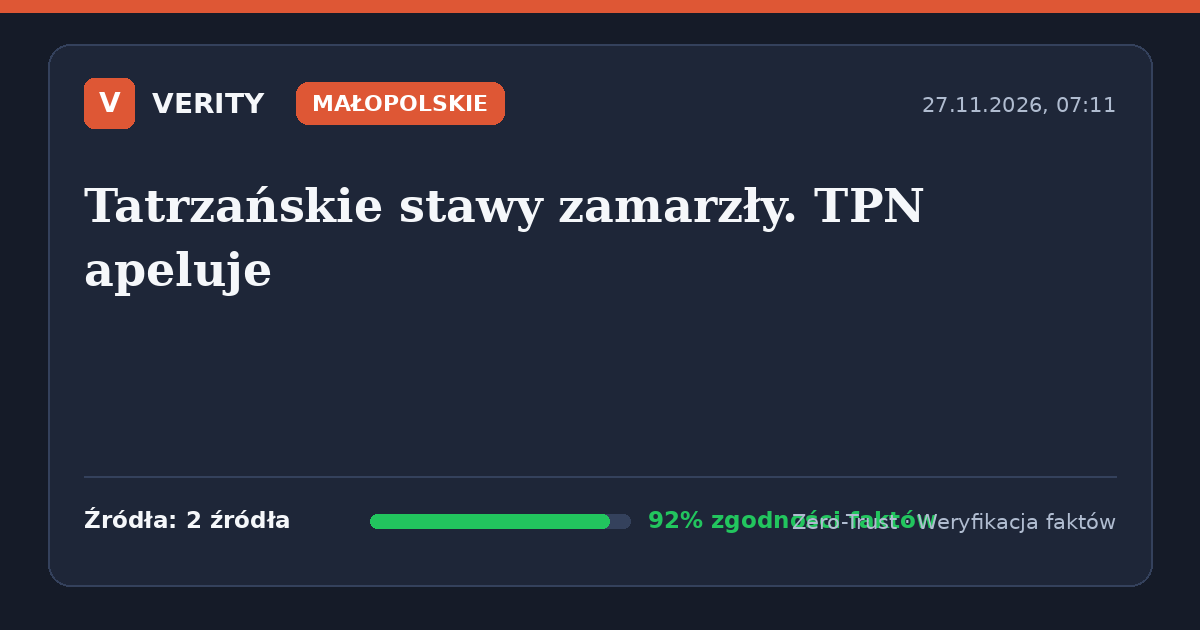 V VERITY MAŁOPOLSKIE 27.11.2026, 07:11
Tatrzańskie stawy zamarzły. TPN
apeluje
Źródła: 2 źródła 92% zgodności faktów Zero-Trust · Weryfikacja faktów